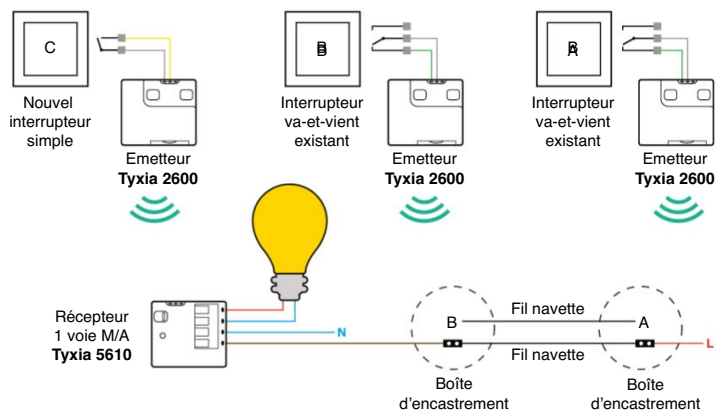 C
B
B
B
A
Nouvel
interrupteur
simple
Interrupteur
va-et-vient
existant
Interrupteur
va-et-vient
existant
Emetteur
Tyxia 2600
Emetteur
Tyxia 2600
Emetteur
Tyxia 2600
Récepteur
1 voie M/A
Tyxia 5610
N
B
Fil navette
A
Fil navette
L
Boîte
d'encastrement
Boîte
d'encastrement